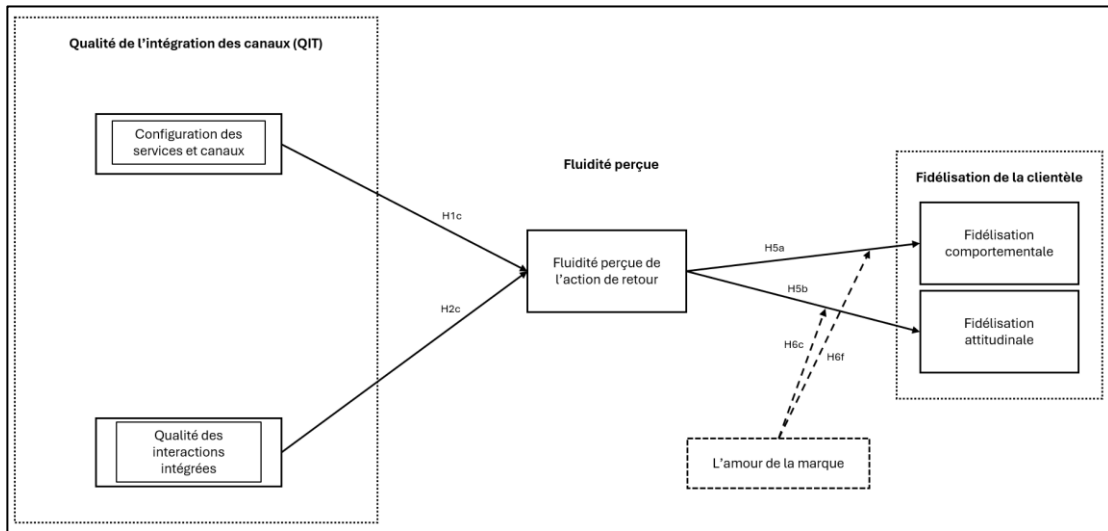 Qualité de l'intégration des canaux (QIT)
Configuration des
services et canaux
H1c
Qualité des
interactions
intégrées
H2c
Fluidité perçue
Fluidité perçue de
l'action de retour
H5a
H5b
H6c
H6f
L'amour de la marque
Fidélisation de la clientèle
Fidélisation
comportementale
Fidélisation
attitudinale